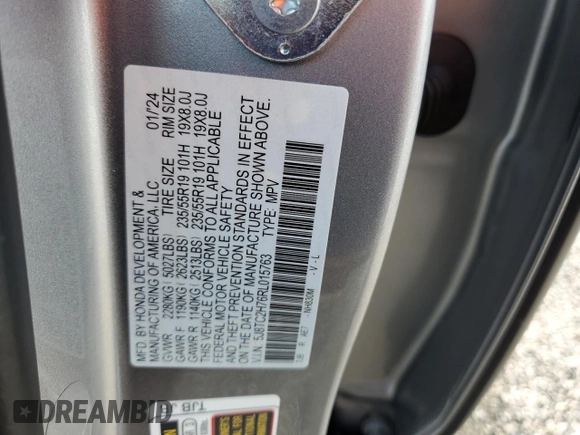 MFD. BY HONDA DEVELOPMENT & 01/'24
MANUFACTURING OF AMERICA, LLC
TIRE SIZE RIM SIZE
GVWR 2280KG ( 5027LBS)
GAWR F 1190KG ( 2623LBS) 235/55R19 101H 19X8.0J
GAWR R 1140KG ( 2513LBS) 235/55R19 101H 19X8.0J
THIS VEHICLE CONFORMS TO ALL APPLICABLE
FEDERAL MOTOR VEHICLE SAFETY
AND THEFT PREVENTION STANDARDS IN EFFECT
ON THE DATE OF MANUFACTURE SHOWN ABOVE.
V.I.N. 5J8TC2H76RL015763 TYPE: MPV
NH830M -V-L
TJB
DREAMBID